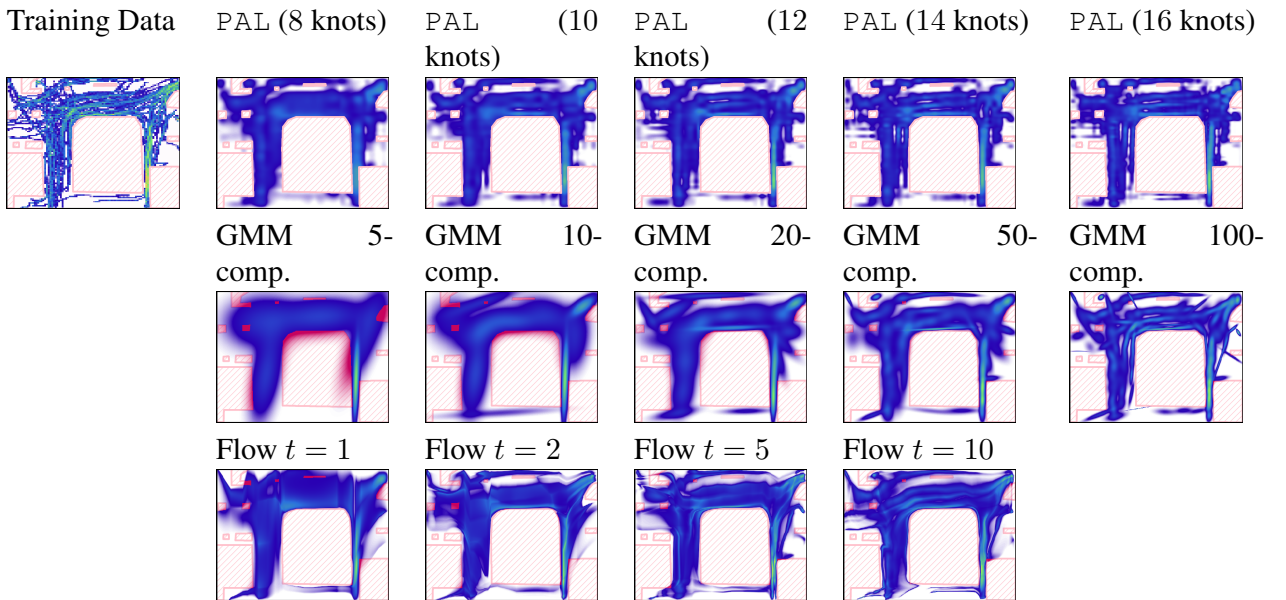 Training Data PAL (8 knots) PAL (10 knots) PAL (12 knots) PAL (14 knots) PAL (16 knots)
GMM 5-comp. GMM 10-comp. GMM 20-comp. GMM 50-comp. GMM 100-comp.
Flow t = 1 Flow t = 2 Flow t = 5 Flow t = 10